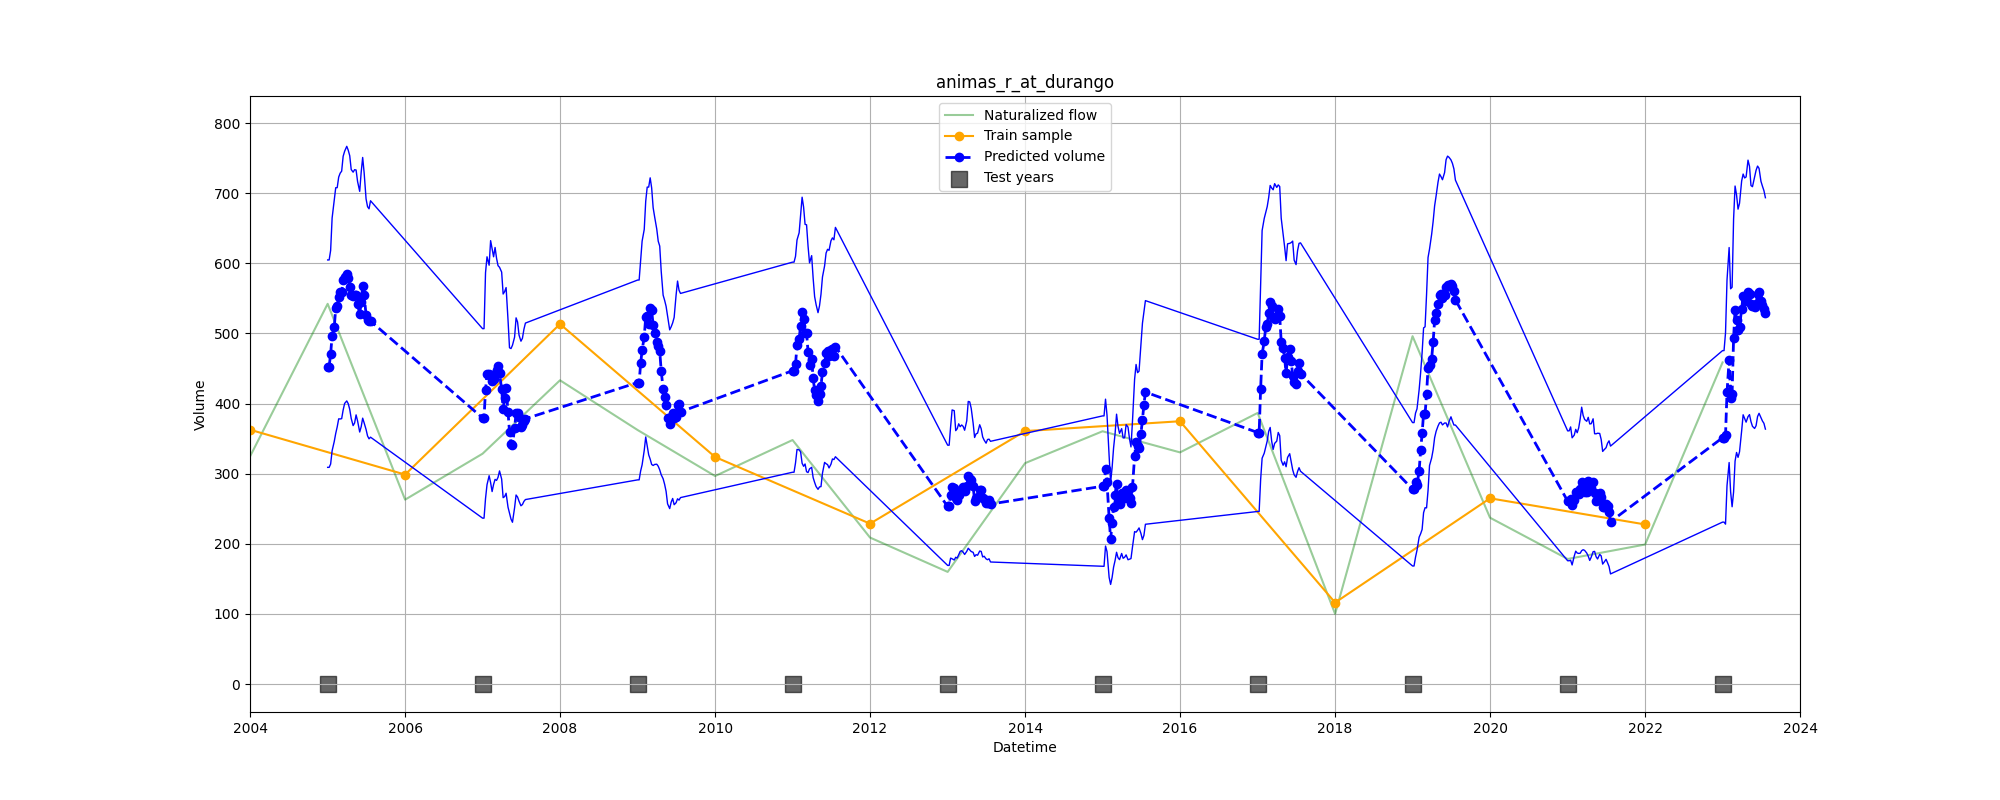 animas_r_at_durango
Naturalized flow
Train sample
Predicted volume
Test years
Volume
800
700
600
500
400
300
200
100
0
2004 2006 2008 2010 2012 2014 2016 2018 2020 2022 2024
Datetime